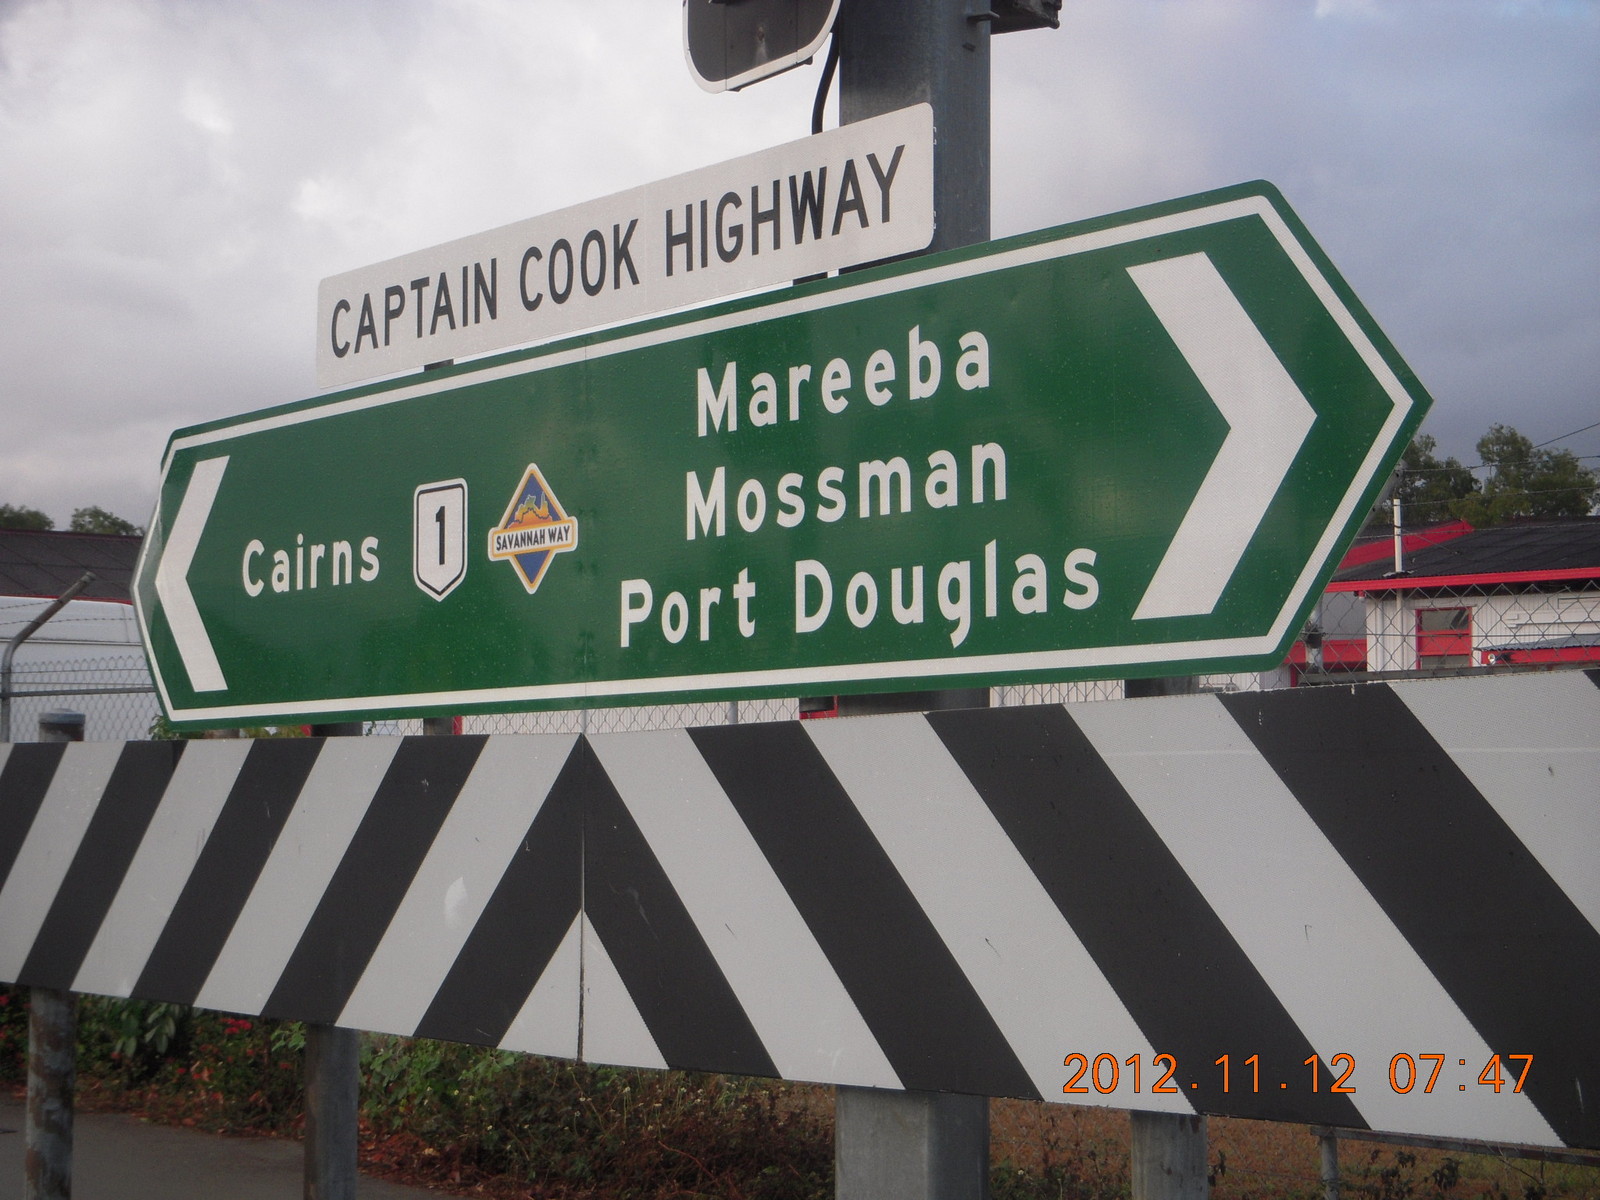 CAPTAIN COOK HIGHWAY
Cairns
1
SAVANNAH WAY
Mareeba
Mossman
Port Douglas
2012.11.12 07:47